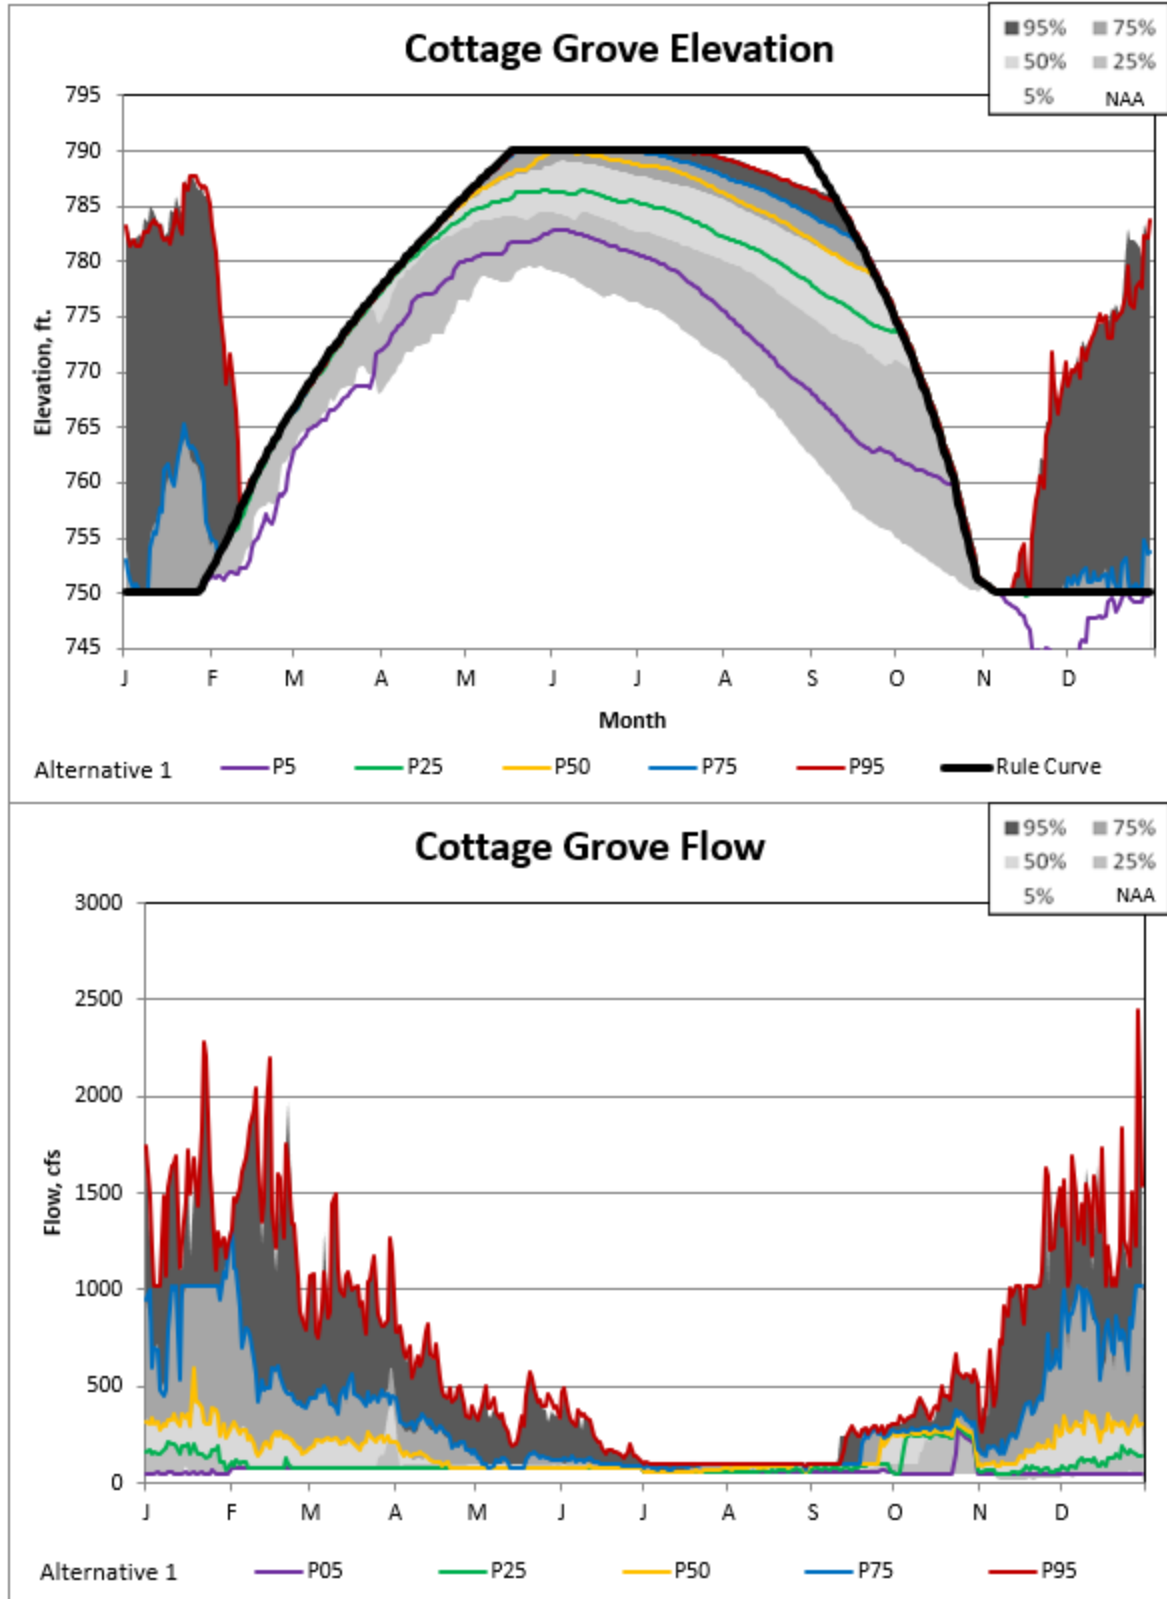 Cottage Grove Elevation
95% 75%
50% 25%
5% NAA
795
790
785
780
775
770
765
760
755
750
745
Elevation, ft.
J F M A M J J A S O N D
Month
Alternative 1 P5 P25 P50 P75 P95 Rule Curve
Cottage Grove Flow
95% 75%
50% 25%
5% NAA
3000
2500
2000
1500
1000
500
0
Flow, cfs
J F M A M J J A S O N D
Alternative 1 P05 P25 P50 P75 P95